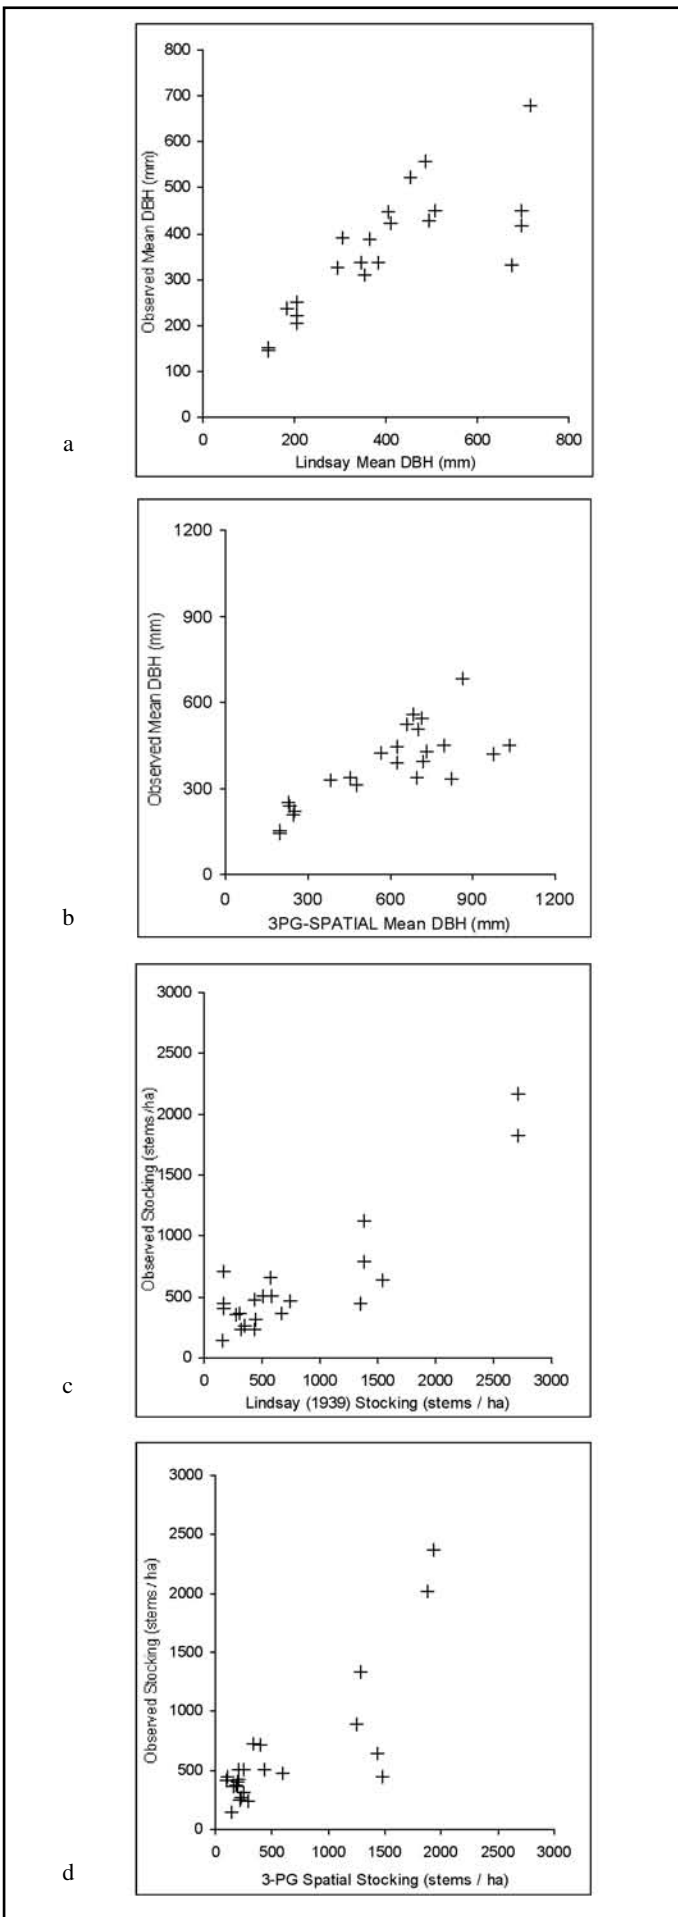 800
700
600
500
400
300
200
100
0
Observed Mean DBH (mm)
0 200 400 600 800
Lindsay Mean DBH (mm)
a
1200
900
600
300
0
Observed Mean DBH (mm)
0 300 600 900 1200
3PG-SPATIAL Mean DBH (mm)
b
3000
2500
2000
1500
1000
500
0
Observed Stocking (stems /ha)
0 500 1000 1500 2000 2500 3000
Lindsay (1939) Stocking (stems / ha)
c
3000
2500
2000
1500
1000
500
0
Observed Stocking (stems / ha)
0 500 1000 1500 2000 2500 3000
3-PG Spatial Stocking (stems / ha)
d